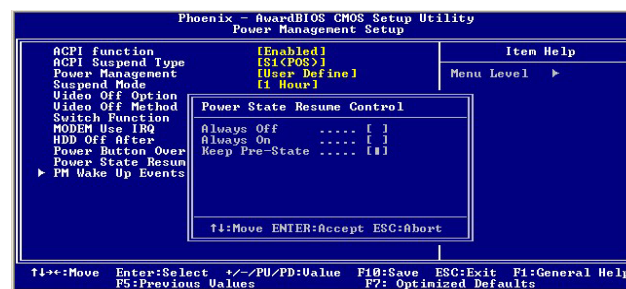 Phoenix - AwardBIOS CMOS Setup Utility
Power Management Setup
ACPI function [Enabled]
ACPI Suspend Type [S1(POS)]
Power Management [User Define]
Suspend Mode [1 Hour]
Video Off Option
Video Off Method
Switch Function
MODEM Use IRQ
HDD Off After
Power Button Over
Power State Resum
► PM Wake Up Events
Item Help
Menu Level ►
Power State Resume Control
Always Off ..... [ ]
Always On ..... [ ]
Keep Pre-State ..... [■]
↑↓:Move ENTER:Accept ESC:Abort
↑↓→←:Move Enter:Select +/-/PU/PD:Value F10:Save ESC:Exit F1:General Help
F5:Previous Values F7: Optimized Defaults